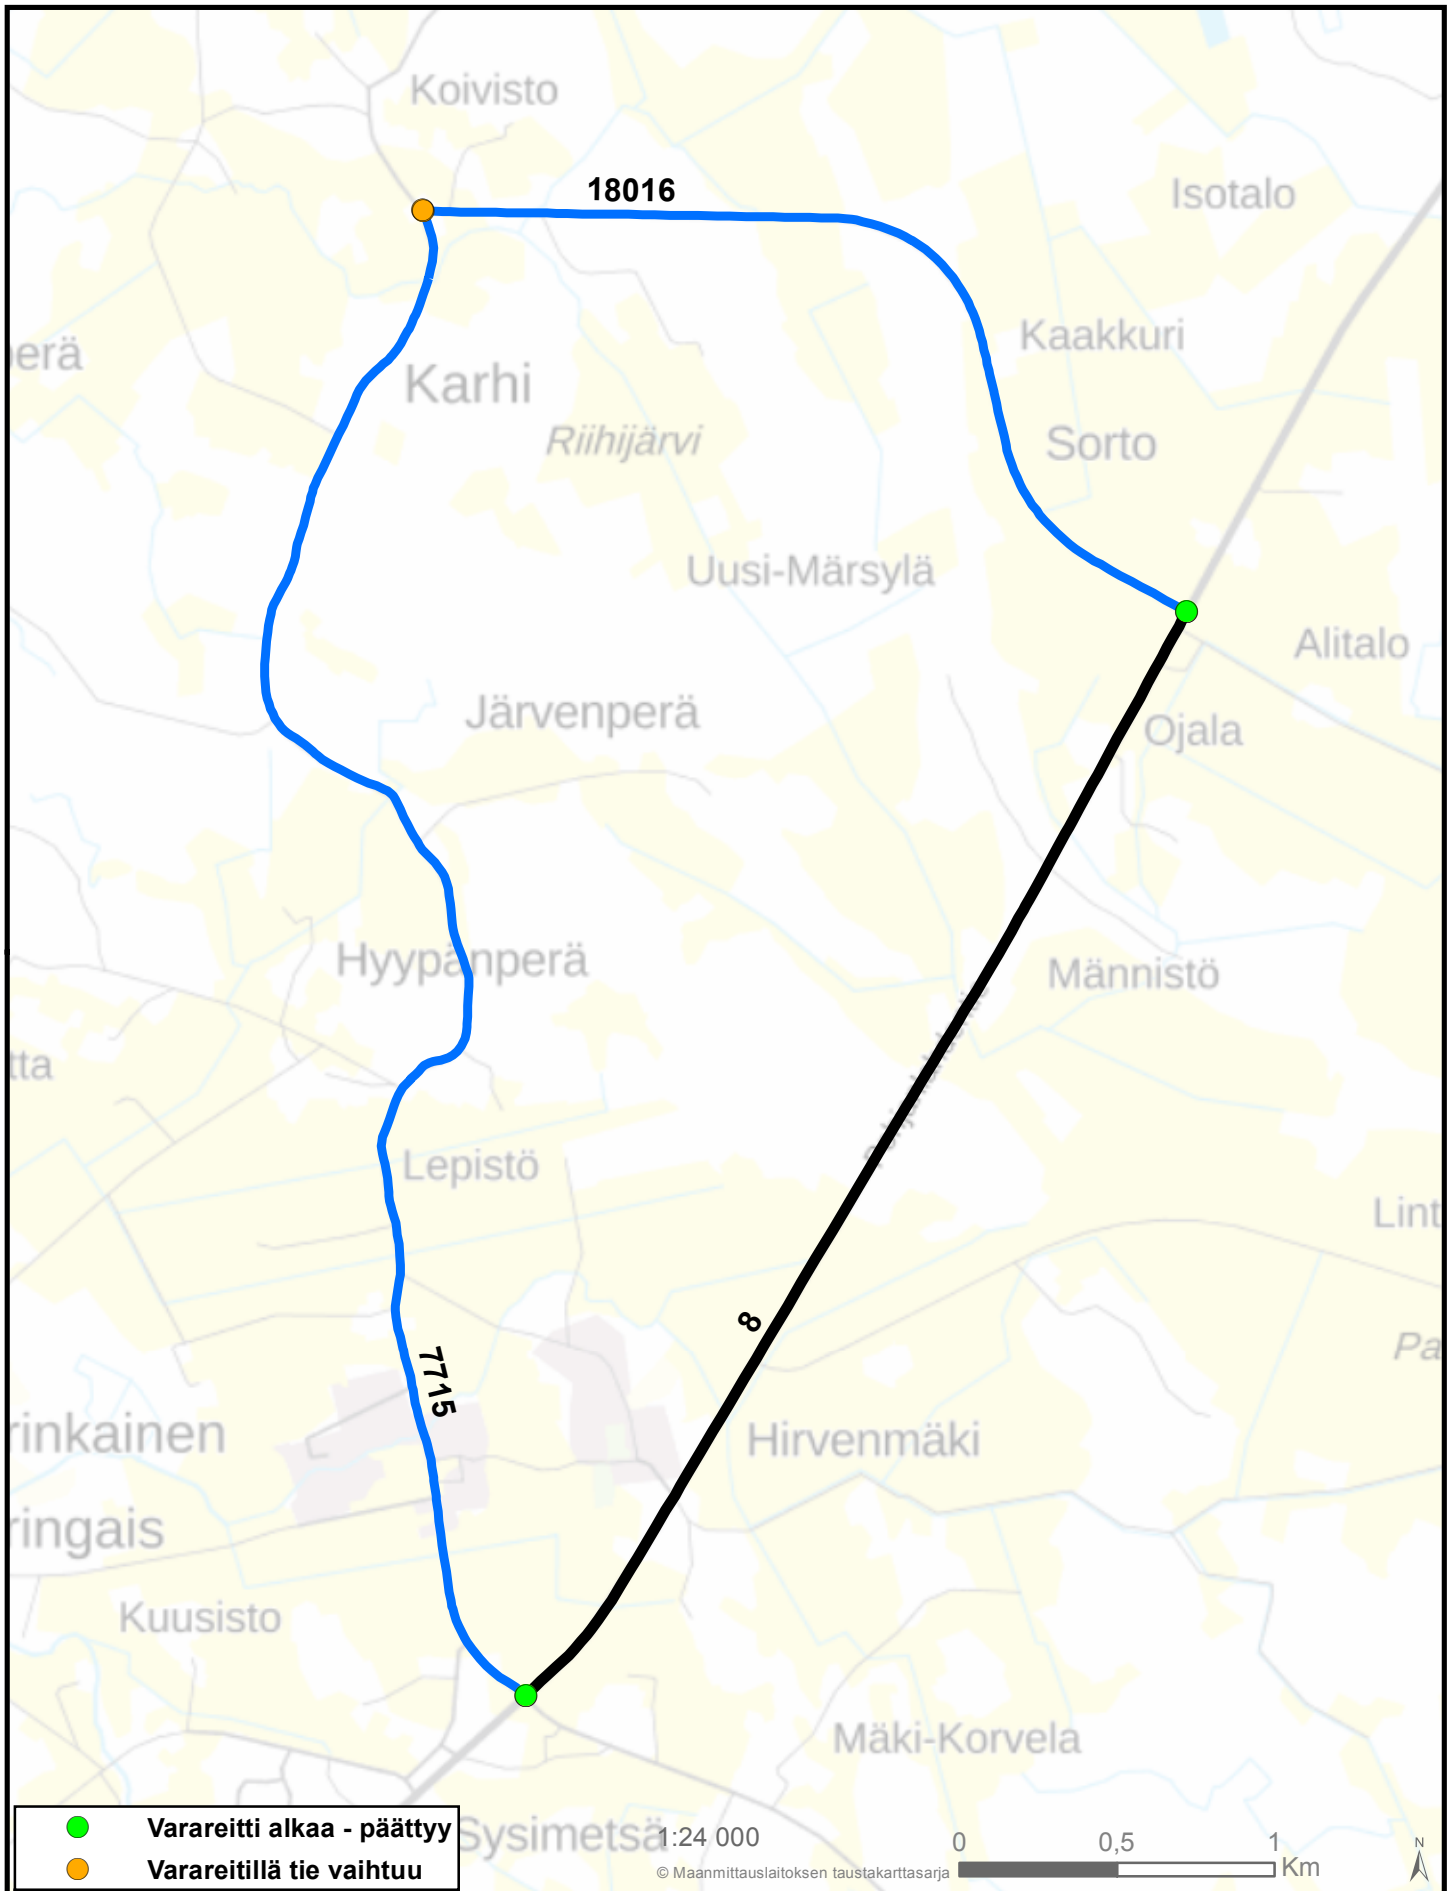 Koivisto
18016
Isotalo
Kaakkuri
perä
Karhi
Riihijärvi
Sorto
Uusi-Märsylä
Alitalo
Järvenperä
Ojala
Hyypänperä
Männistö
tta
Lepistö
Lint
8
Pa
7715
rinkainen
Hirvenmäki
ringais
Kuusisto
Mäki-Korvela
Varareitti alkaa - päättyy
Varareitillä tie vaihtuu
Sysimetsä
1:24 000
© Maanmittauslaitoksen taustakarttasarja
0 0,5 1
Km
N